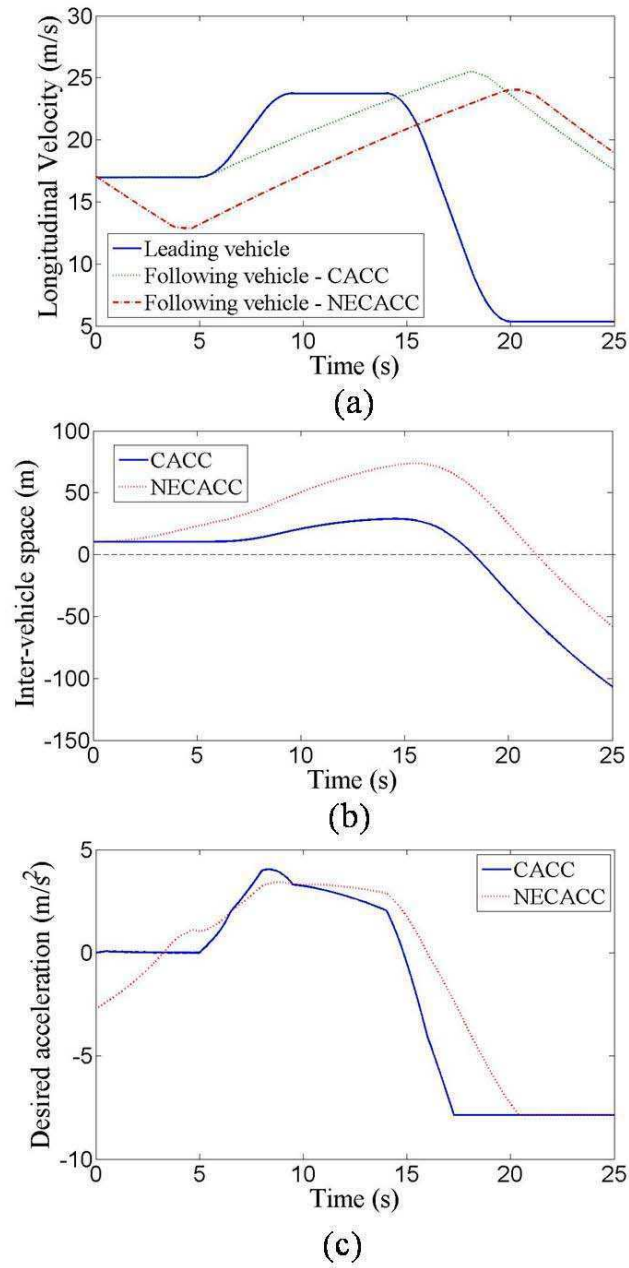 30
25
20
15
10
5
Longitudinal Velocity (m/s)
Leading vehicle
Following vehicle - CACC
Following vehicle - NECACC
0 5 10 15 20 25
Time (s)
(a)
100
50
0
-50
-100
-150
Inter-vehicle space (m)
CACC
NECACC
0 5 10 15 20 25
Time (s)
(b)
5
0
-5
-10
Desired acceleration (m/s²)
CACC
NECACC
0 5 10 15 20 25
Time (s)
(c)